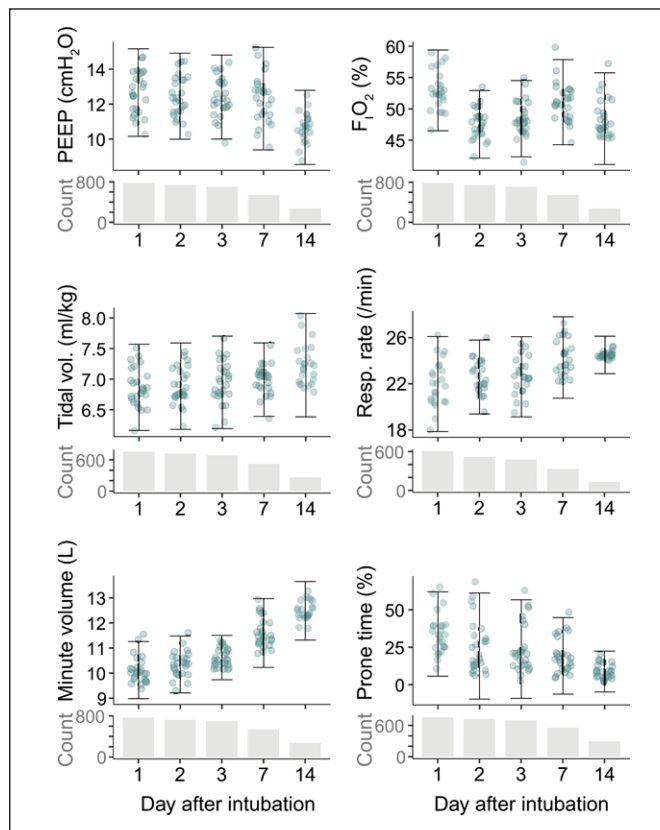 PEEP (cmH2O)
14
12
10
Count
800
0
1 2 3 7 14
FIO2 (%)
60
55
50
45
Count
800
0
1 2 3 7 14
Tidal vol. (ml/kg)
8.0
7.5
7.0
6.5
Count
600
0
1 2 3 7 14
Resp. rate (/min)
26
22
18
Count
600
0
1 2 3 7 14
Minute volume (L)
13
12
11
10
9
Count
800
0
1 2 3 7 14
Day after intubation
Prone time (%)
50
25
0
Count
600
0
1 2 3 7 14
Day after intubation